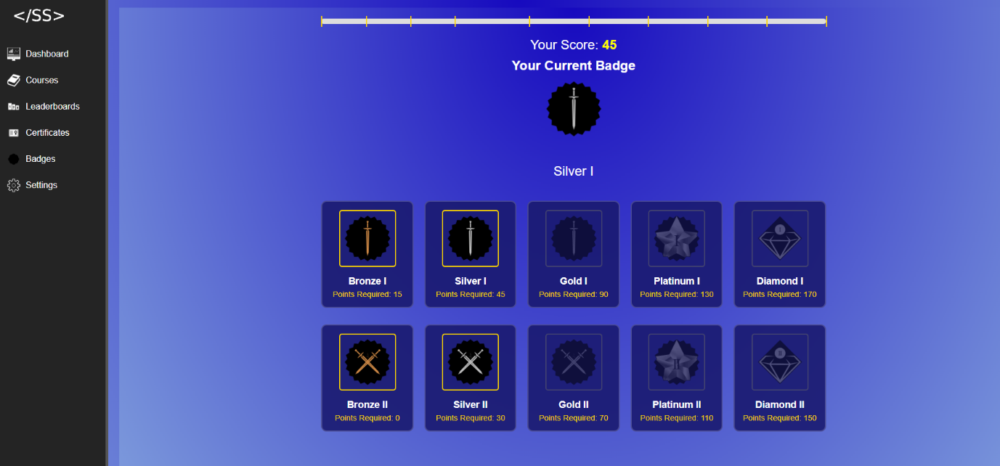 </SS>
Dashboard
Courses
Leaderboards
Certificates
Badges
Settings
Your Score: 45
Your Current Badge
Silver I
Bronze I
Points Required: 15
Silver I
Points Required: 45
Gold I
Points Required: 90
I
Platinum I
Points Required: 130
I
Diamond I
Points Required: 170
Bronze II
Points Required: 0
Silver II
Points Required: 30
Gold II
Points Required: 70
II
Platinum II
Points Required: 110
II
Diamond II
Points Required: 150